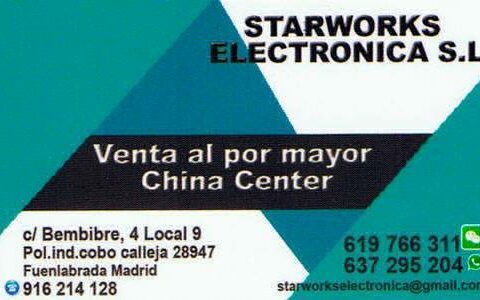 STARWORKS
ELECTRONICA S.L
Venta al por mayor
China Center
c/ Bembibre, 4 Local 9
Pol.ind.cobo calleja 28947
Fuenlabrada Madrid
916 214 128
619 766 311
637 295 204
starworkselectronica@gmail.com